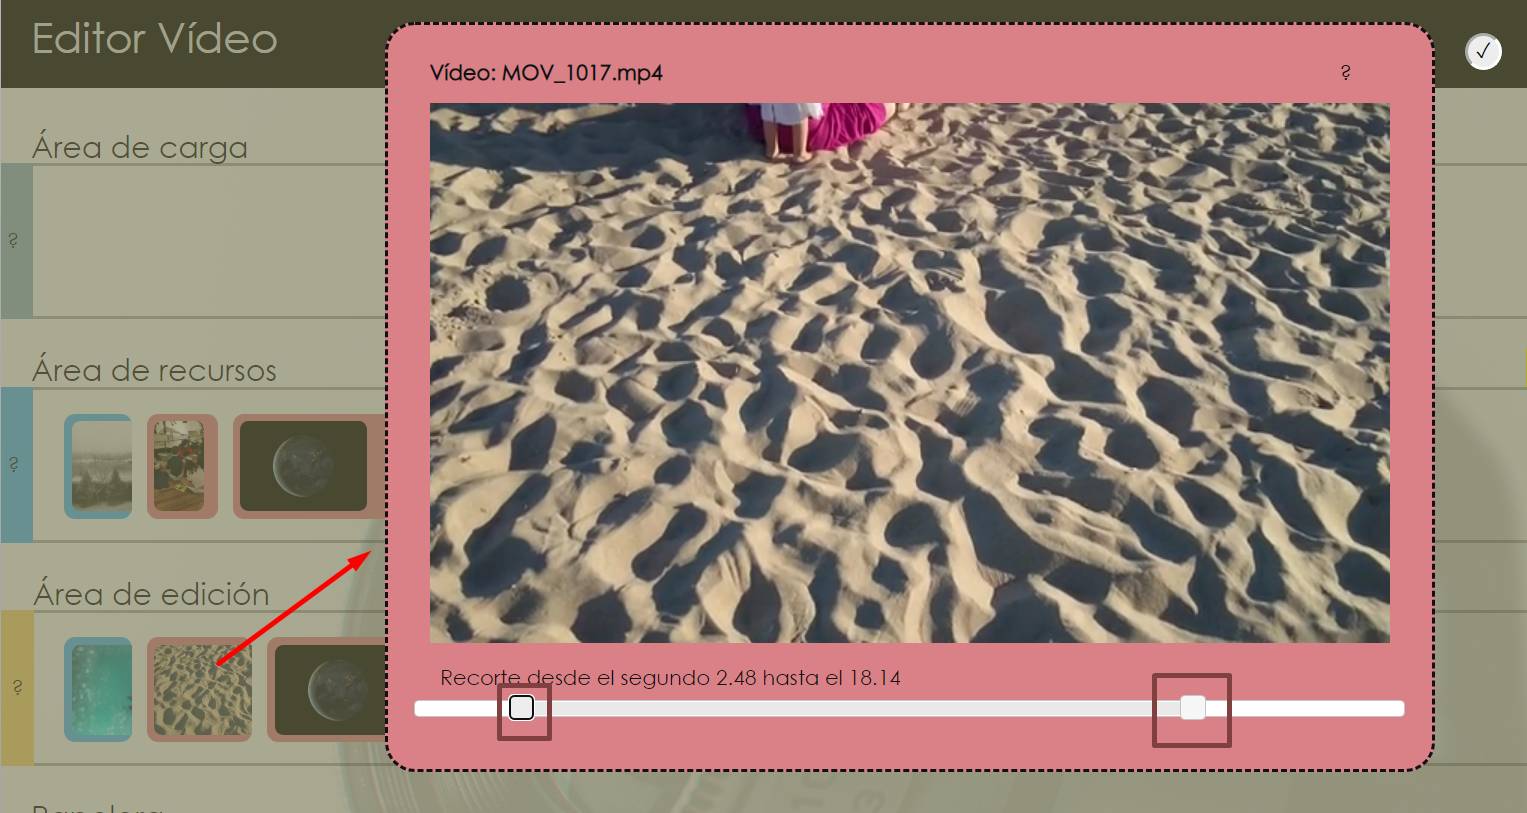 Editor Vídeo
Vídeo: MOV_1017.mp4
?
✓
Área de carga
?
Área de recursos
?
Área de edición
?
Recorte desde el segundo 2.48 hasta el 18.14